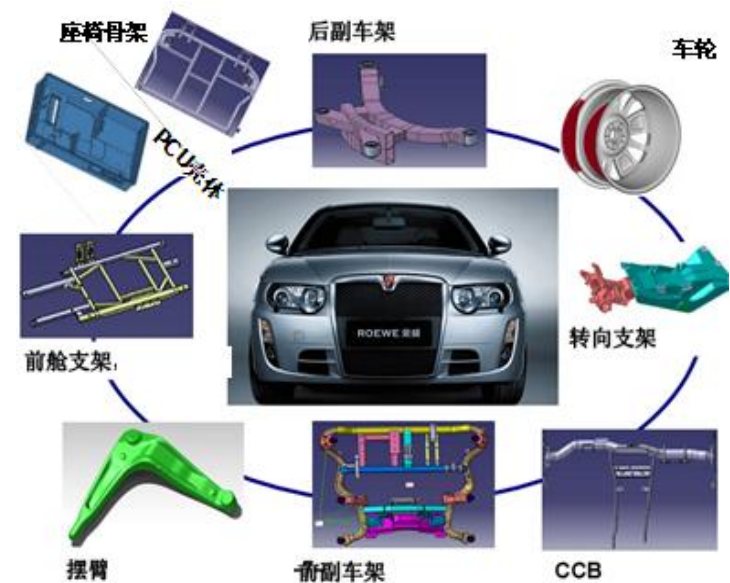 座椅骨架
后副车架
车轮
PCU壳体
ROEWE 荣威
前舱支架:
转向支架
摆臂
前副车架
CCB